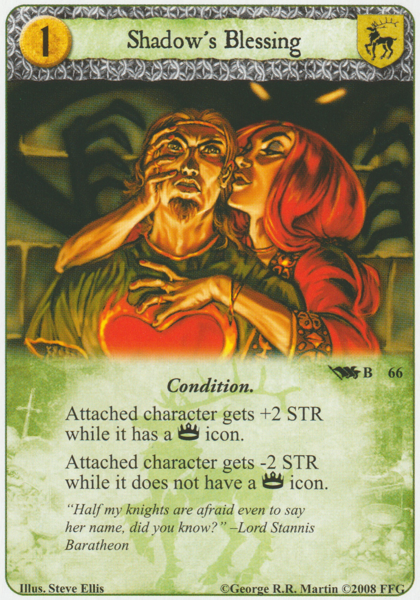 1
Shadow's Blessing
B 66
Condition.
Attached character gets +2 STR
while it has a icon.
Attached character gets -2 STR
while it does not have a icon.
“Half my knights are afraid even to say
her name, did you know?” –Lord Stannis
Baratheon
Illus. Steve Ellis
©George R.R. Martin ©2008 FFG